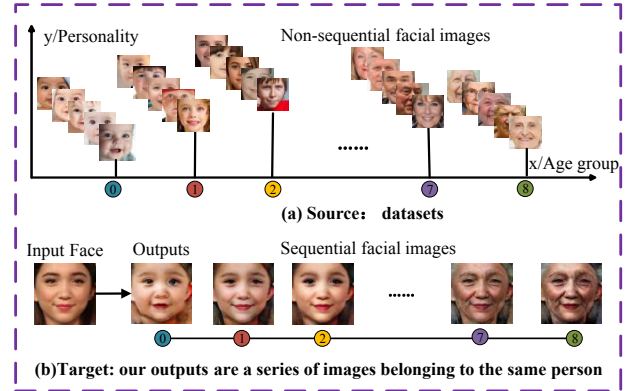 y/Personality
Non-sequential facial images
......
x/Age group
0 1 2 7 8
(a) Source: datasets
Input Face Outputs Sequential facial images
......
0 1 2 7 8
(b)Target: our outputs are a series of images belonging to the same person